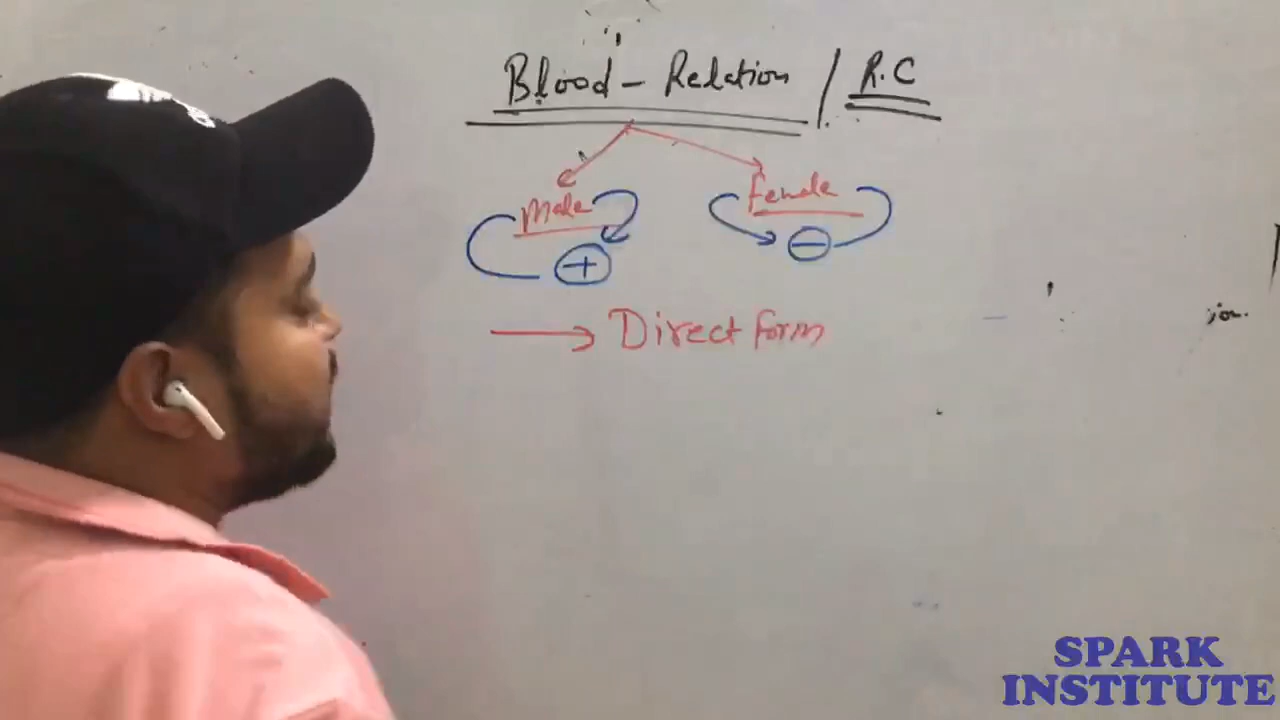 Blood - Relation / R.C
Male Female
+ −
→ Direct form
SPARK
INSTITUTE